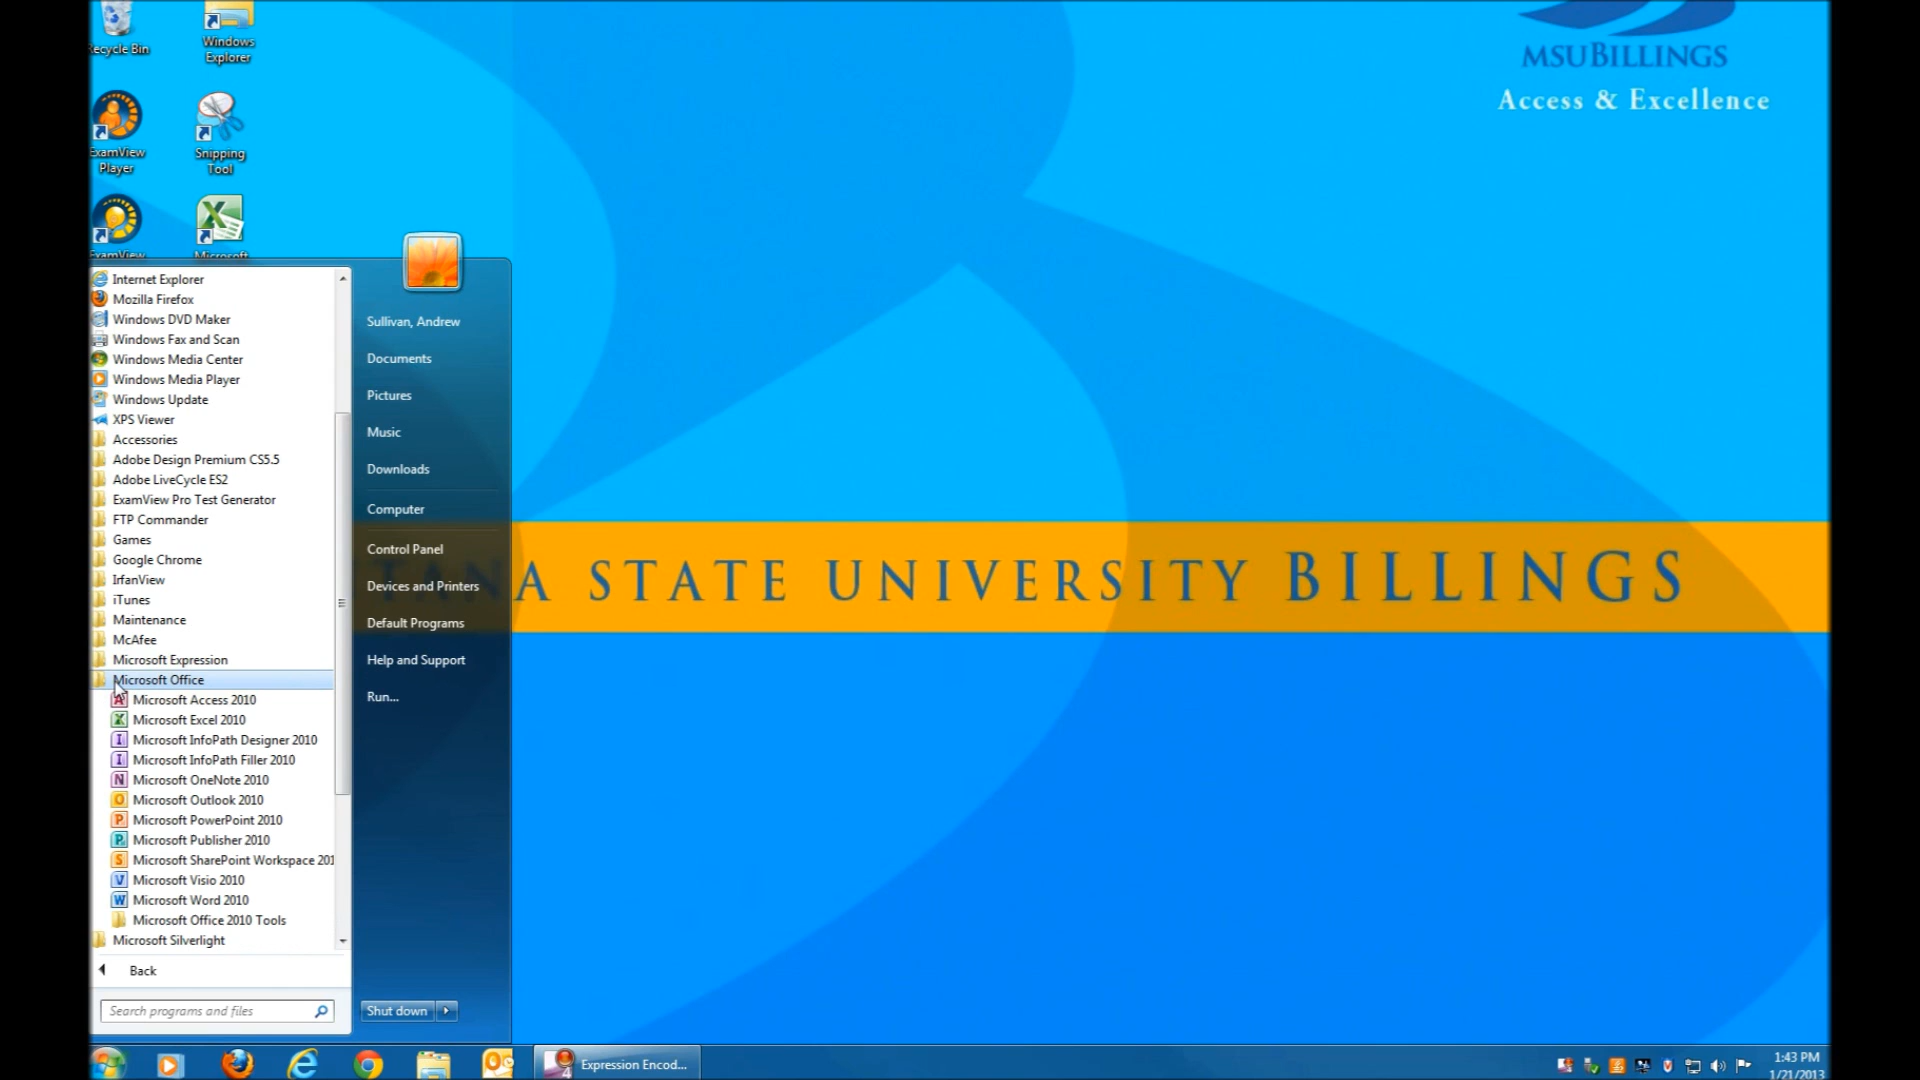 Recycle Bin
Windows
Explorer
ExamView
Player
Snipping
Tool
ExamView
Microsoft
MSUBILLINGS
Access & Excellence
TANA STATE UNIVERSITY BILLINGS
Internet Explorer
Mozilla Firefox
Windows DVD Maker
Windows Fax and Scan
Windows Media Center
Windows Media Player
Windows Update
XPS Viewer
Accessories
Adobe Design Premium CS5.5
Adobe LiveCycle ES2
ExamView Pro Test Generator
FTP Commander
Games
Google Chrome
IrfanView
iTunes
Maintenance
McAfee
Microsoft Expression
Microsoft Office
Microsoft Access 2010
Microsoft Excel 2010
Microsoft InfoPath Designer 2010
Microsoft InfoPath Filler 2010
Microsoft OneNote 2010
Microsoft Outlook 2010
Microsoft PowerPoint 2010
Microsoft Publisher 2010
Microsoft SharePoint Workspace 201
Microsoft Visio 2010
Microsoft Word 2010
Microsoft Office 2010 Tools
Microsoft Silverlight
Back
Search programs and files
Sullivan, Andrew
Documents
Pictures
Music
Downloads
Computer
Control Panel
Devices and Printers
Default Programs
Help and Support
Run...
Shut down
Expression Encod...
1:43 PM
1/21/2013